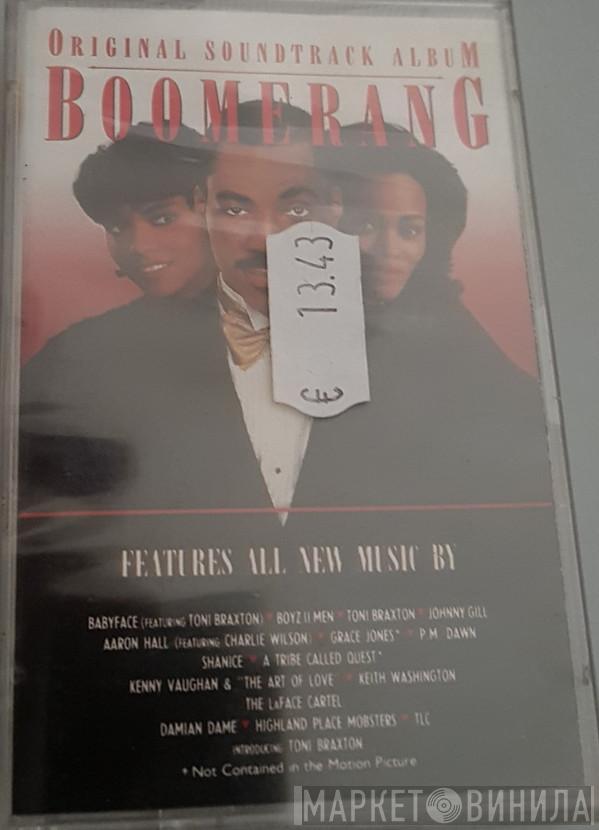 ORIGINAL SOUNDTRACK ALBUM
BOOMERANG
€ 13.43
FEATURES ALL NEW MUSIC BY
BABYFACE (FEATURING TONI BRAXTON) ♥ BOYZ II MEN ♥ TONI BRAXTON ♥ JOHNNY GILL
AARON HALL (FEATURING CHARLIE WILSON) ♥ GRACE JONES* ♥ P.M. DAWN
SHANICE ♥ A TRIBE CALLED QUEST*
KENNY VAUGHAN & "THE ART OF LOVE" ♥ KEITH WASHINGTON
THE LAFACE CARTEL
DAMIAN DAME ♥ HIGHLAND PLACE MOBSTERS ♥ TLC
INTRODUCING TONI BRAXTON
* Not Contained in the Motion Picture
МАРКЕТ ВИНИЛА